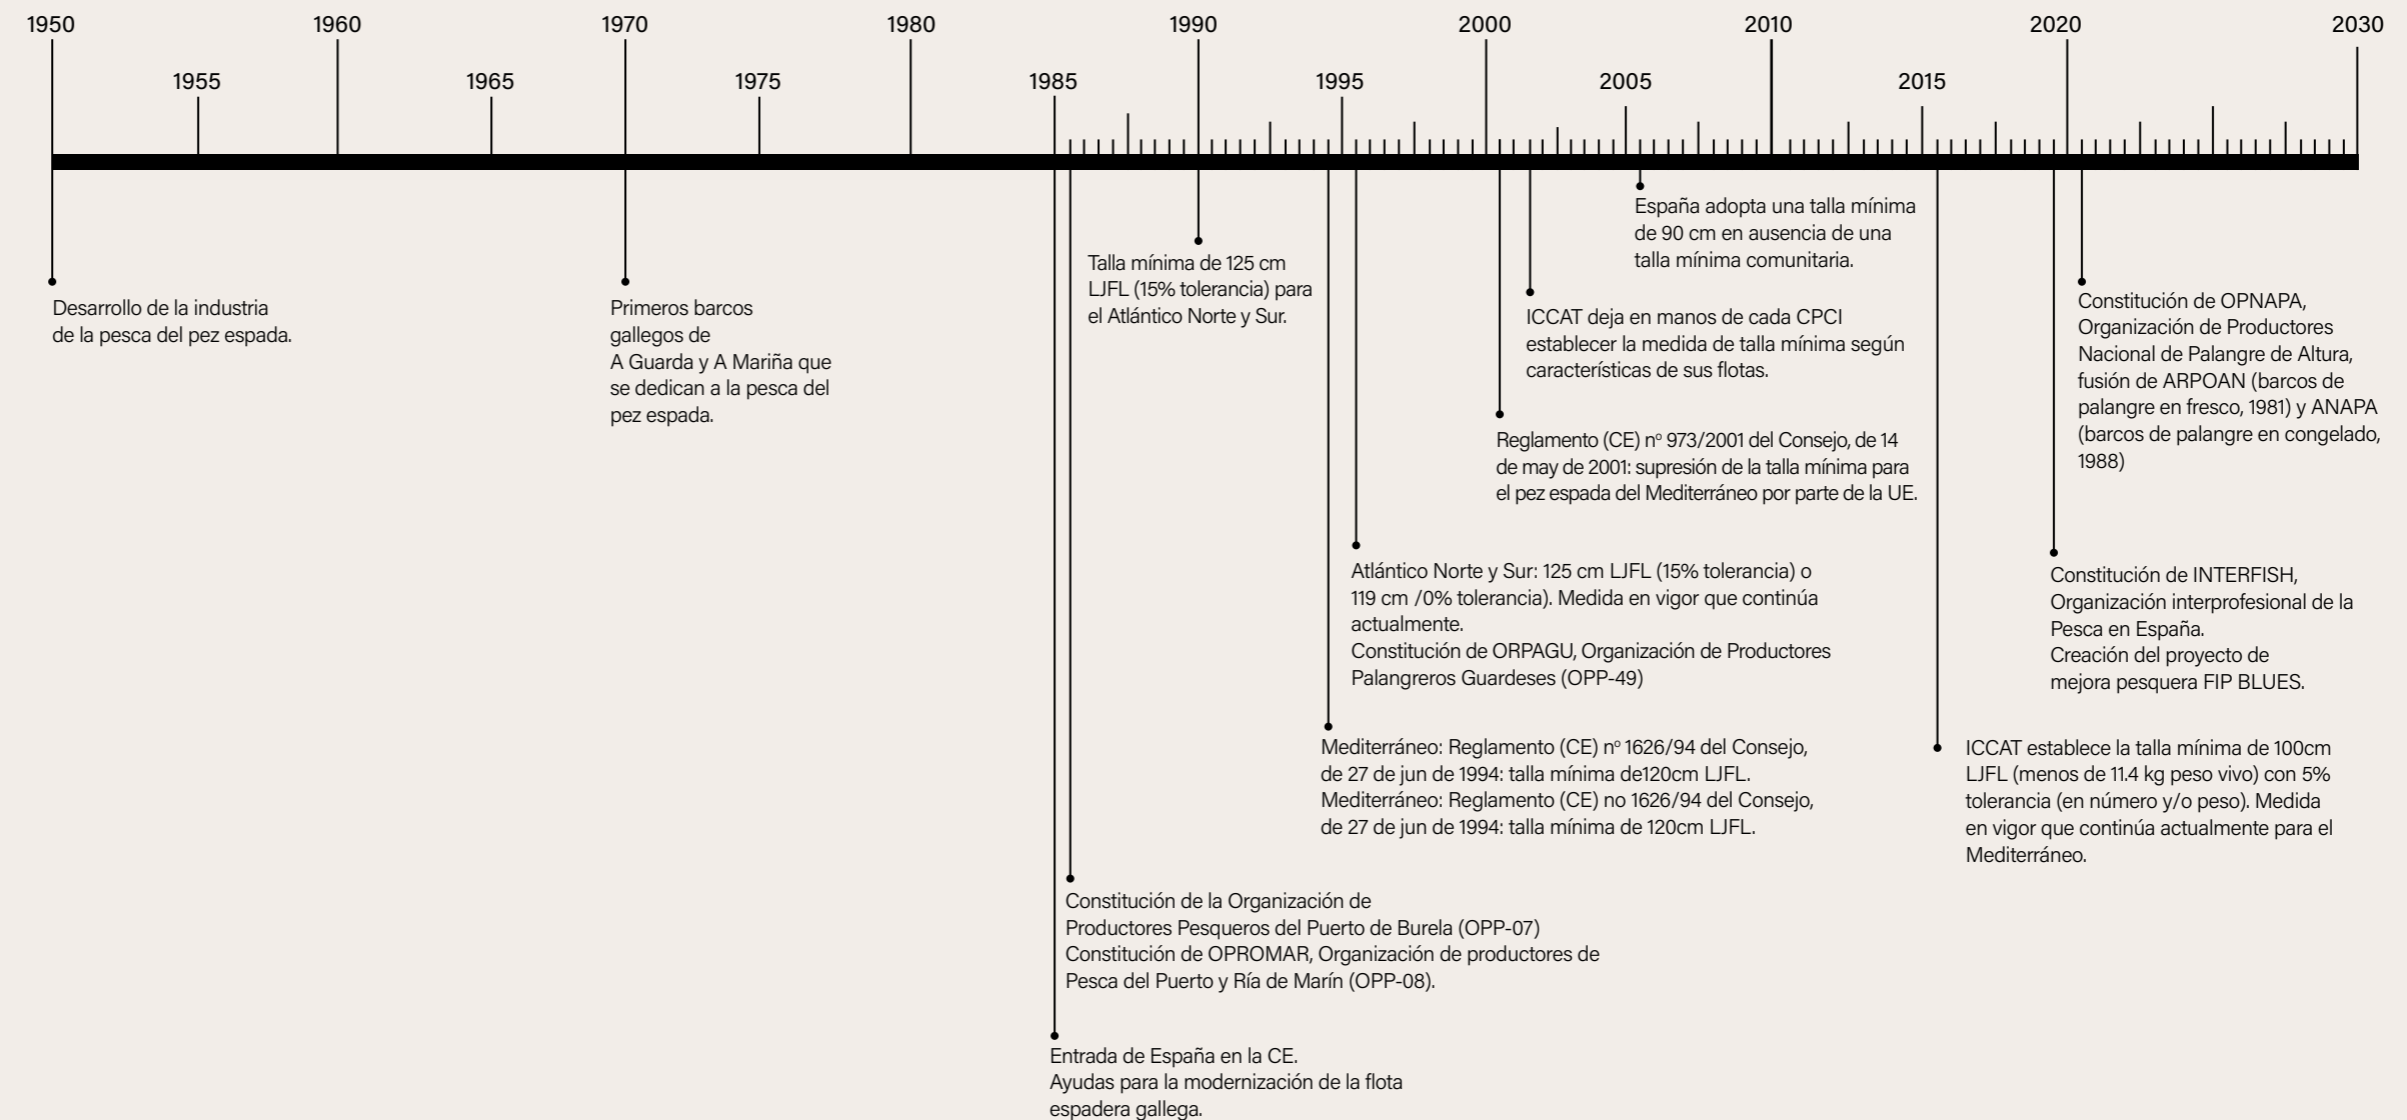 1950
1960
1970
1980
1990
2000
2010
2020
2030
1955
1965
1975
1985
1995
2005
2015
Desarrollo de la industria
de la pesca del pez espada.
Primeros barcos
gallegos de
A Guarda y A Mariña que
se dedican a la pesca del
pez espada.
Talla mínima de 125 cm
LJFL (15% tolerancia) para
el Atlántico Norte y Sur.
España adopta una talla mínima
de 90 cm en ausencia de una
talla mínima comunitaria.
ICCAT deja en manos de cada CPCI
establecer la medida de talla mínima según
características de sus flotas.
Reglamento (CE) nº 973/2001 del Consejo, de 14
de may de 2001: supresión de la talla mínima para
el pez espada del Mediterráneo por parte de la UE.
Constitución de OPNAPA,
Organización de Productores
Nacional de Palangre de Altura,
fusión de ARPOAN (barcos de
palangre en fresco, 1981) y ANAPA
(barcos de palangre en congelado,
1988)
Atlántico Norte y Sur: 125 cm LJFL (15% tolerancia) o
119 cm /0% tolerancia). Medida en vigor que continúa
actualmente.
Constitución de ORPAGU, Organización de Productores
Palangreros Guardeses (OPP-49)
Constitución de INTERFISH,
Organización interprofesional de la
Pesca en España.
Creación del proyecto de
mejora pesquera FIP BLUES.
Mediterráneo: Reglamento (CE) nº 1626/94 del Consejo,
de 27 de jun de 1994: talla mínima de120cm LJFL.
Mediterráneo: Reglamento (CE) no 1626/94 del Consejo,
de 27 de jun de 1994: talla mínima de 120cm LJFL.
ICCAT establece la talla mínima de 100cm
LJFL (menos de 11.4 kg peso vivo) con 5%
tolerancia (en número y/o peso). Medida
en vigor que continúa actualmente para el
Mediterráneo.
Constitución de la Organización de
Productores Pesqueros del Puerto de Burela (OPP-07)
Constitución de OPROMAR, Organización de productores de
Pesca del Puerto y Ría de Marín (OPP-08).
Entrada de España en la CE.
Ayudas para la modernización de la flota
espadera gallega.